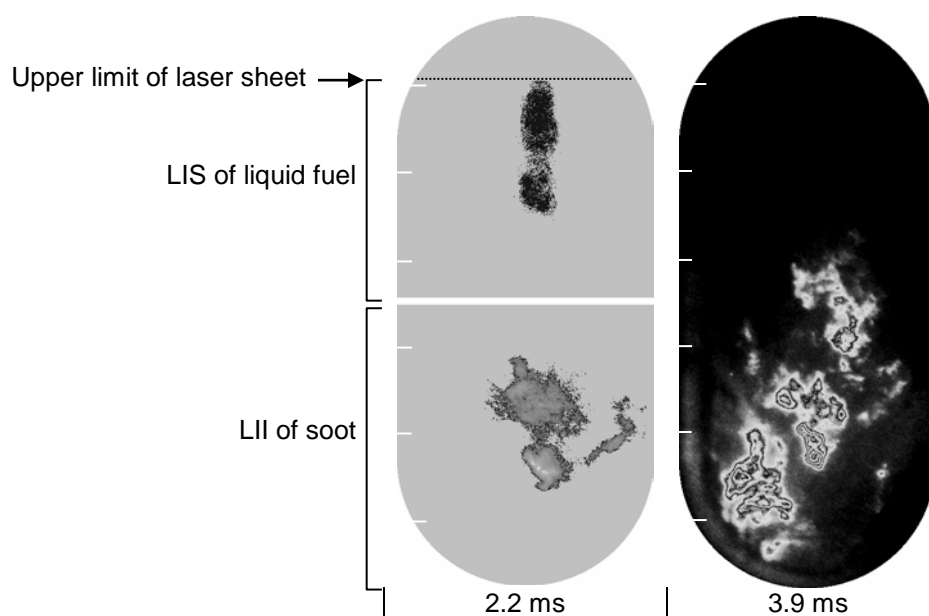 Upper limit of laser sheet
LIS of liquid fuel
LII of soot
2.2 ms
3.9 ms